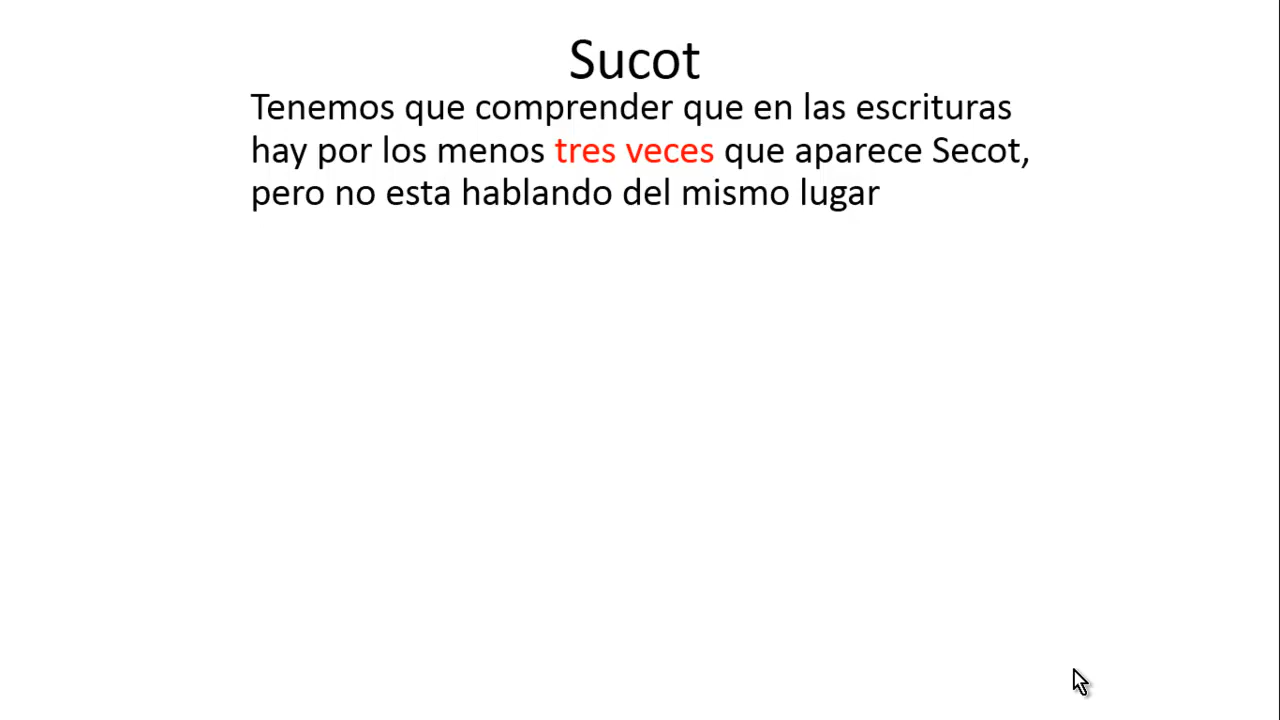 Sucot
Tenemos que comprender que en las escrituras
hay por los menos tres veces que aparece Secot,
pero no esta hablando del mismo lugar